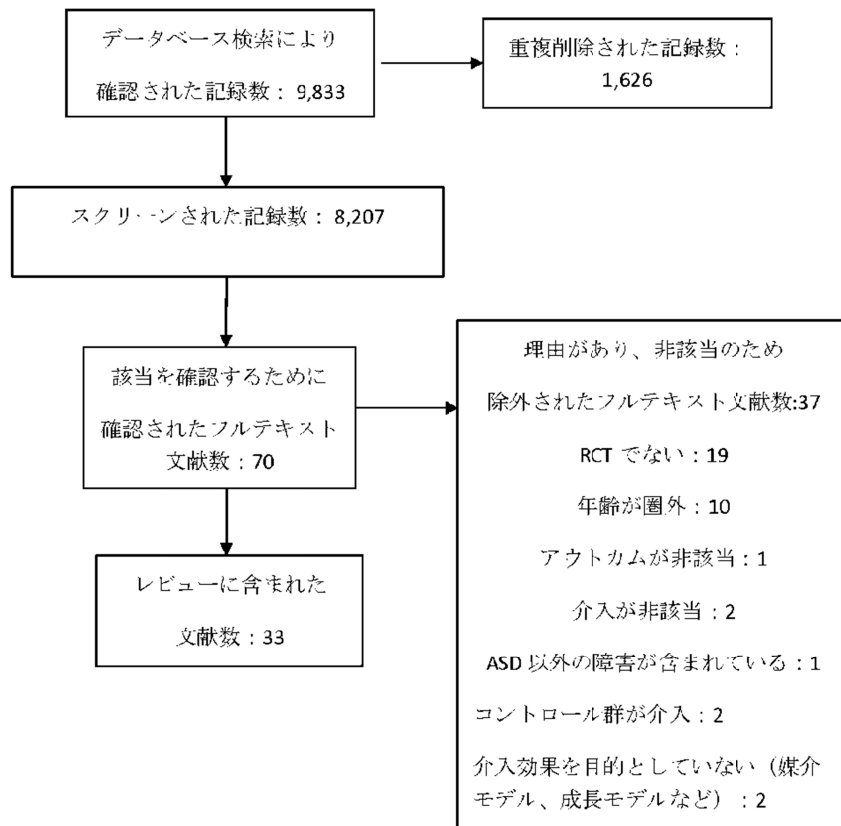 データベース検索により
確認された記録数： 9,833
重複削除された記録数：
1,626
スクリーンされた記録数： 8,207
該当を確認するために
確認されたフルテキスト
文献数：70
理由があり、非該当のため
除外されたフルテキスト文献数:37
RCT でない：19
年齢が圏外：10
アウトカムが非該当：1
介入が非該当：2
ASD 以外の障害が含まれている：1
コントロール群が介入：2
介入効果を目的としていない（媒介
モデル、成長モデルなど）：2
レビューに含まれた
文献数：33